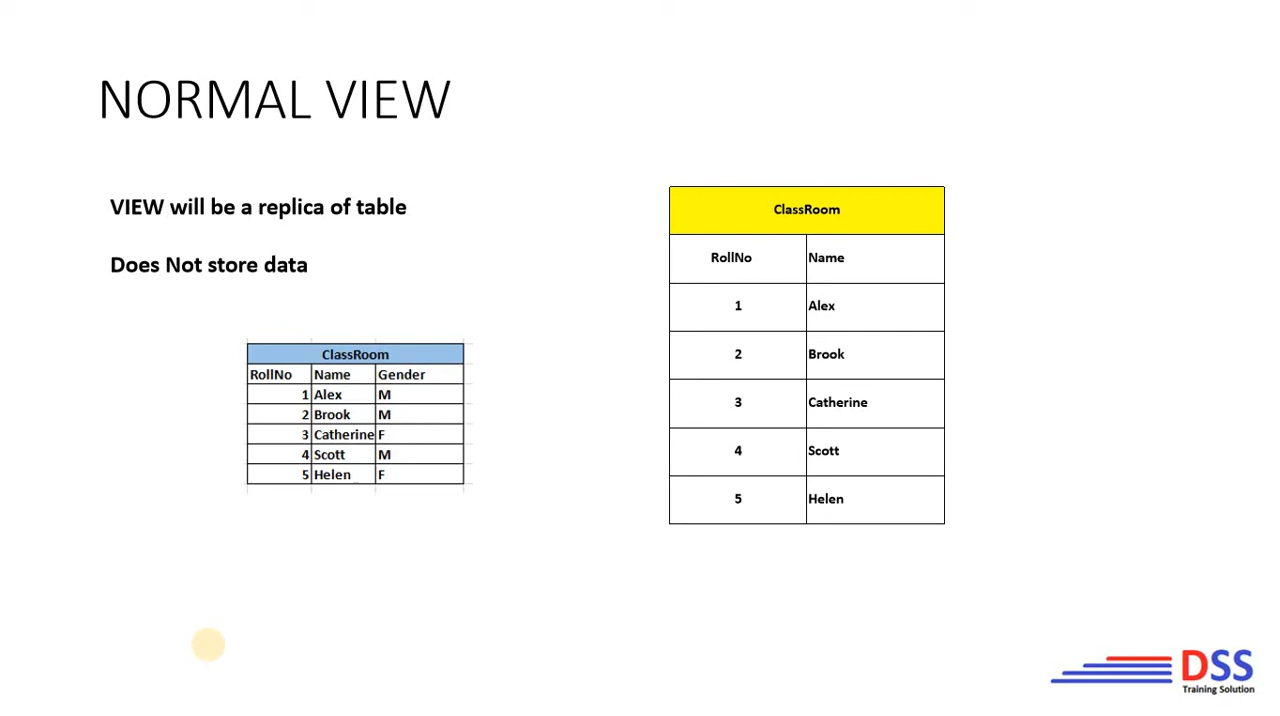 NORMAL VIEW
VIEW will be a replica of table
Does Not store data
ClassRoom
RollNo Name Gender
1 Alex M
2 Brook M
3 Catherine F
4 Scott M
5 Helen F
ClassRoom
RollNo Name
1 Alex
2 Brook
3 Catherine
4 Scott
5 Helen
DSS
Training Solution